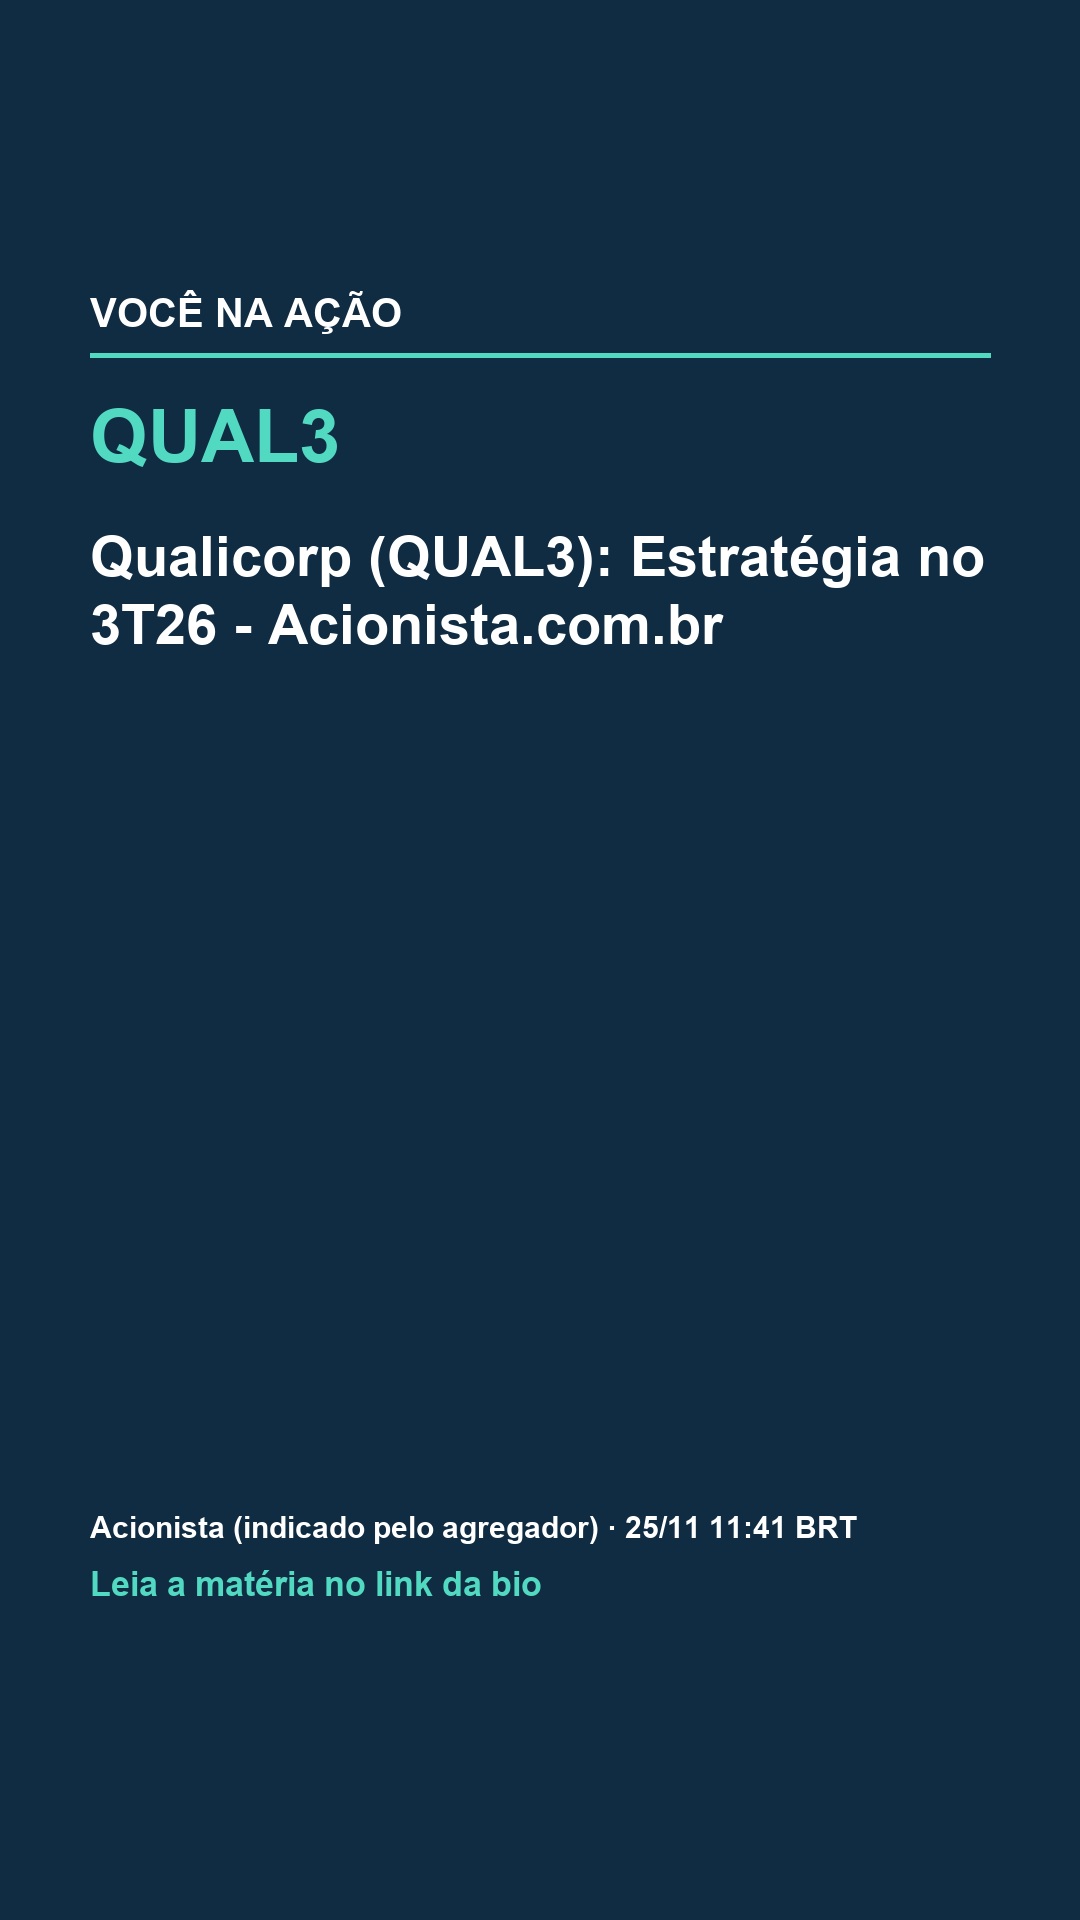 VOCÊ NA AÇÃO
QUAL3
Qualicorp (QUAL3): Estratégia no
3T26 - Acionista.com.br
Acionista (indicado pelo agregador) · 25/11 11:41 BRT
Leia a matéria no link da bio